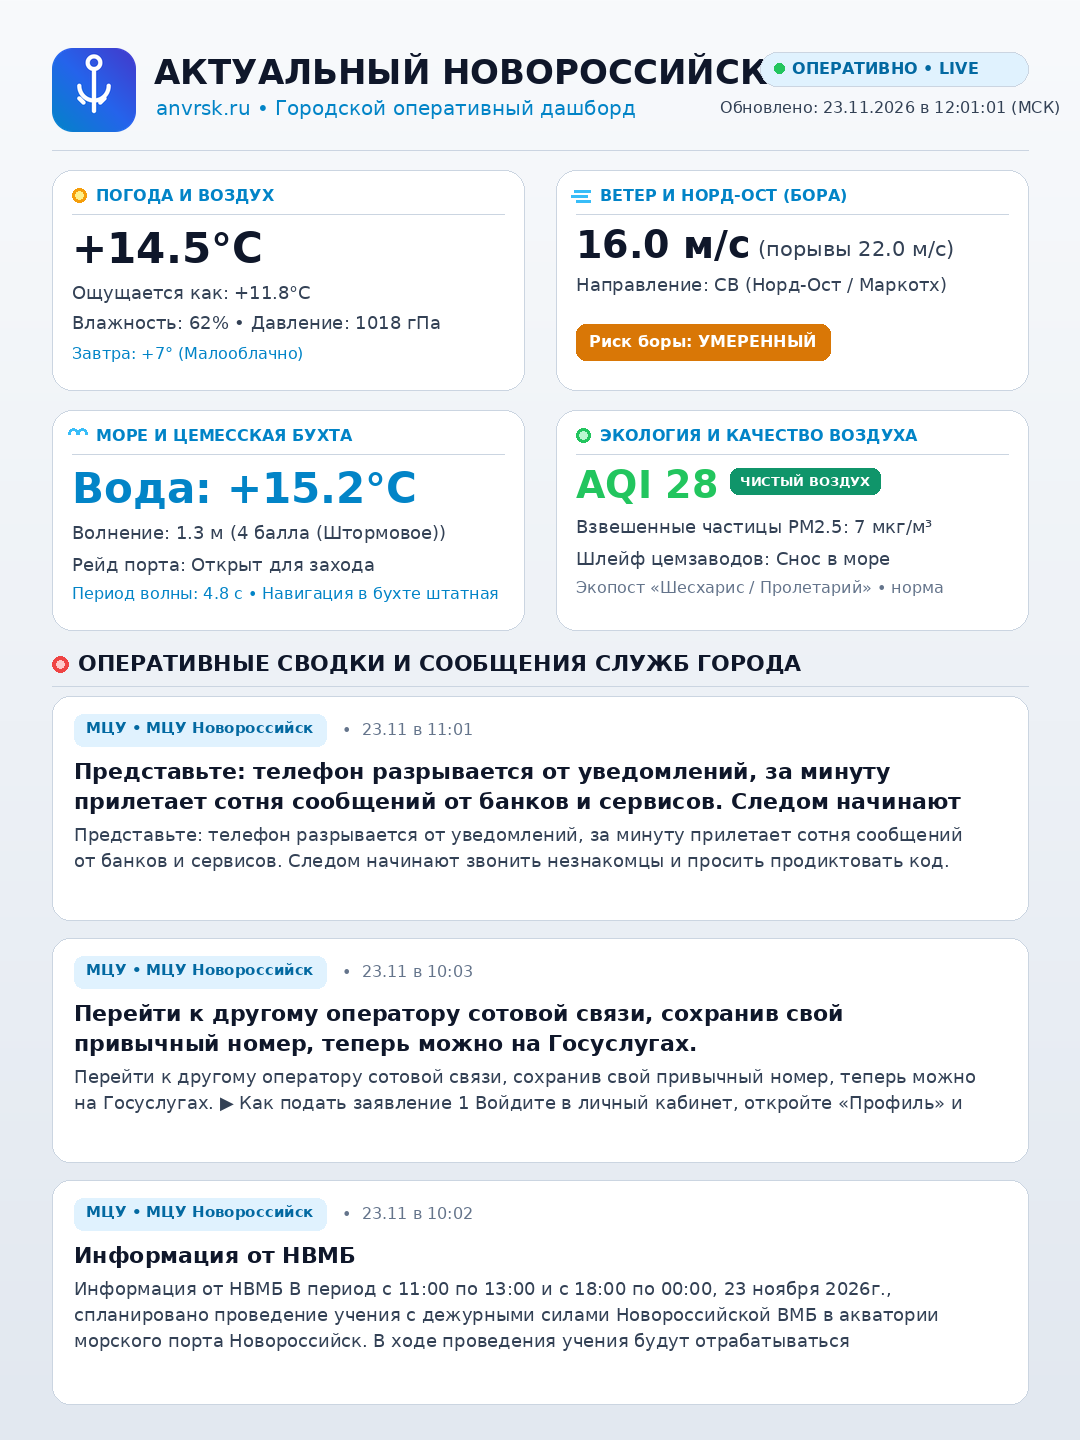 АКТУАЛЬНЫЙ НОВОРОССИЙСК
ОПЕРАТИВНО • LIVE
anvrsk.ru • Городской оперативный дашборд
Обновлено: 23.11.2026 в 12:01:01 (МСК)
ПОГОДА И ВОЗДУХ
+14.5°C
Ощущается как: +11.8°C
Влажность: 62% • Давление: 1018 гПа
Завтра: +7° (Малооблачно)
ВЕТЕР И НОРД-ОСТ (БОРА)
16.0 м/с (порывы 22.0 м/с)
Направление: СВ (Норд-Ост / Маркотх)
Риск боры: УМЕРЕННЫЙ
МОРЕ И ЦЕМЕССКАЯ БУХТА
Вода: +15.2°C
Волнение: 1.3 м (4 балла (Штормовое))
Рейд порта: Открыт для захода
Период волны: 4.8 с • Навигация в бухте штатная
ЭКОЛОГИЯ И КАЧЕСТВО ВОЗДУХА
AQI 28 ЧИСТЫЙ ВОЗДУХ
Взвешенные частицы PM2.5: 7 мкг/м³
Шлейф цемзаводов: Снос в море
Экопост «Шесхарис / Пролетарий» • норма
ОПЕРАТИВНЫЕ СВОДКИ И СООБЩЕНИЯ СЛУЖБ ГОРОДА
МЦУ • МЦУ Новороссийск • 23.11 в 11:01
Представьте: телефон разрывается от уведомлений, за минуту
прилетает сотня сообщений от банков и сервисов. Следом начинают
Представьте: телефон разрывается от уведомлений, за минуту прилетает сотня сообщений
от банков и сервисов. Следом начинают звонить незнакомцы и просить продиктовать код.
МЦУ • МЦУ Новороссийск • 23.11 в 10:03
Перейти к другому оператору сотовой связи, сохранив свой
привычный номер, теперь можно на Госуслугах.
Перейти к другому оператору сотовой связи, сохранив свой привычный номер, теперь можно
на Госуслугах. ▶ Как подать заявление 1 Войдите в личный кабинет, откройте «Профиль» и
МЦУ • МЦУ Новороссийск • 23.11 в 10:02
Информация от НВМБ
Информация от НВМБ В период с 11:00 по 13:00 и с 18:00 по 00:00, 23 ноября 2026г.,
спланировано проведение учения с дежурными силами Новороссийской ВМБ в акватории
морского порта Новороссийск. В ходе проведения учения будут отрабатываться